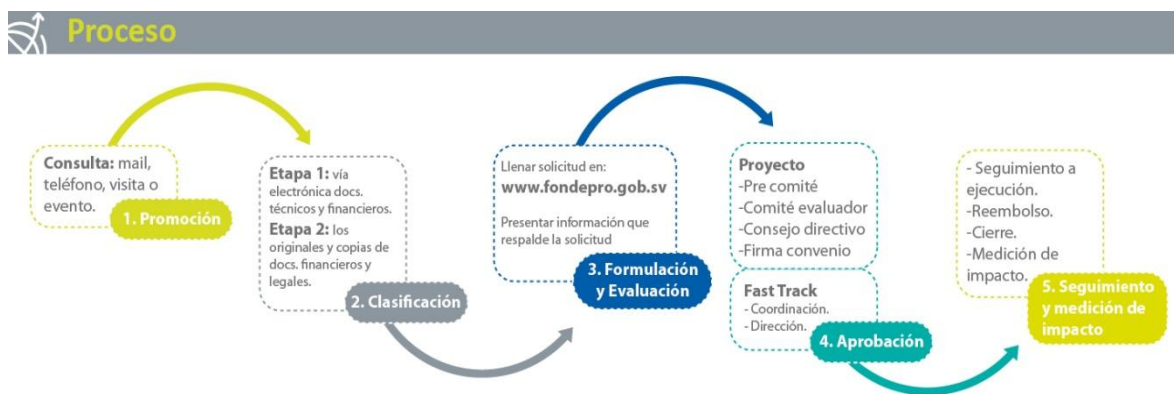 Proceso
Consulta: mail,
teléfono, visita o
evento.
1. Promoción
Etapa 1: vía
electrónica docs.
técnicos y financieros.
Etapa 2: los
originales y copias de
docs. financieros y
legales.
2. Clasificación
Llenar solicitud en:
www.fondepro.gob.sv
Presentar información que
respalde la solicitud
3. Formulación
y Evaluación
Proyecto
-Pre comité
-Comité evaluador
-Consejo directivo
-Firma convenio
Fast Track
- Coordinación.
- Dirección.
4. Aprobación
- Seguimiento a
ejecución.
-Reembolso.
-Cierre.
-Medición de
impacto.
5. Seguimiento
y medición de
impacto